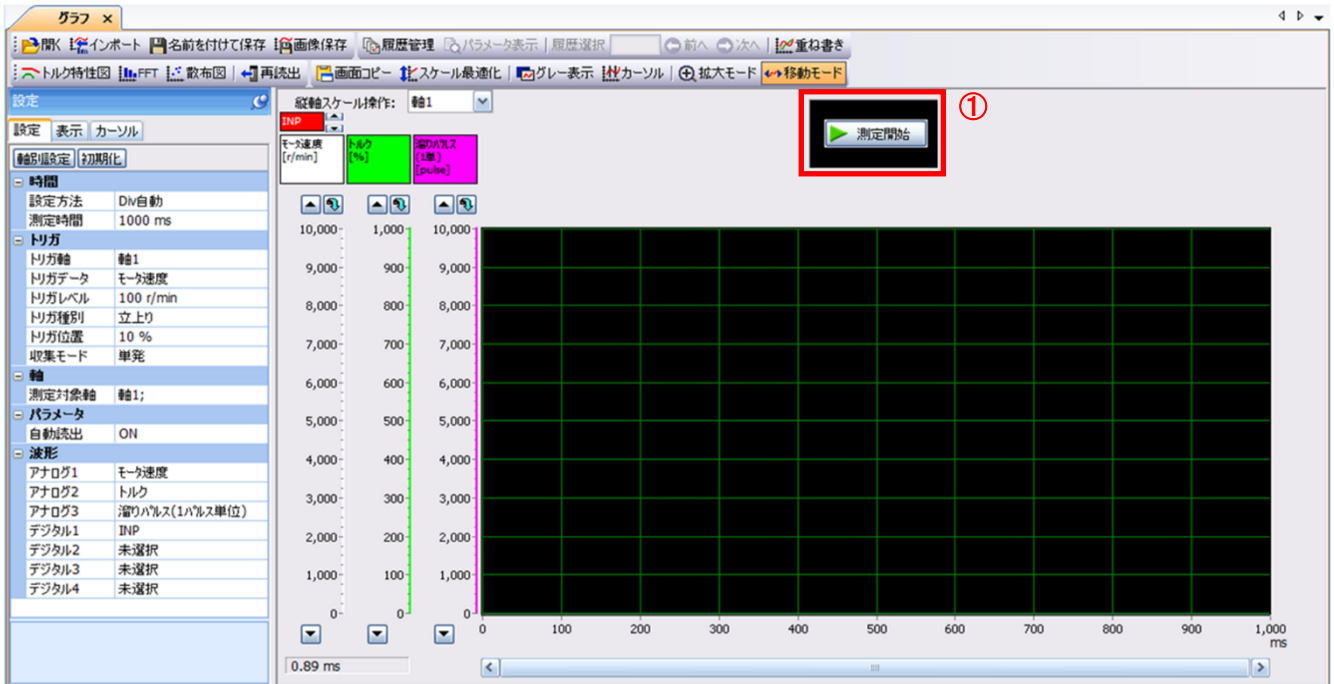 グラフ ×
開く インポート 名前を付けて保存 画像保存 履歴管理 パラメータ表示 履歴選択 前へ 次へ 重ね書き
トルク特性図 FFT 散布図 再読出 画面コピー スケール最適化 グレー表示 カーソル 拡大モード 移動モード
設定
設定 表示 カーソル
軸別設定 初期化
時間
設定方法 Div自動
測定時間 1000 ms
トリガ
トリガ軸 軸1
トリガデータ モータ速度
トリガレベル 100 r/min
トリガ種別 立上り
トリガ位置 10 %
収集モード 単発
軸
測定対象軸 軸1;
パラメータ
自動読出 ON
波形
アナログ1 モータ速度
アナログ2 トルク
アナログ3 溜りパルス(1パルス単位)
デジタル1 INP
デジタル2 未選択
デジタル3 未選択
デジタル4 未選択
縦軸スケール操作: 軸1
INP
モータ速度
[r/min]
トルク
[%]
溜りパルス
(1単)
[pulse]
測定開始
①
10,000 1,000 10,000
9,000 900 9,000
8,000 800 8,000
7,000 700 7,000
6,000 600 6,000
5,000 500 5,000
4,000 400 4,000
3,000 300 3,000
2,000 200 2,000
1,000 100 1,000
0 0 0
0 100 200 300 400 500 600 700 800 900 1,000
ms
0.89 ms